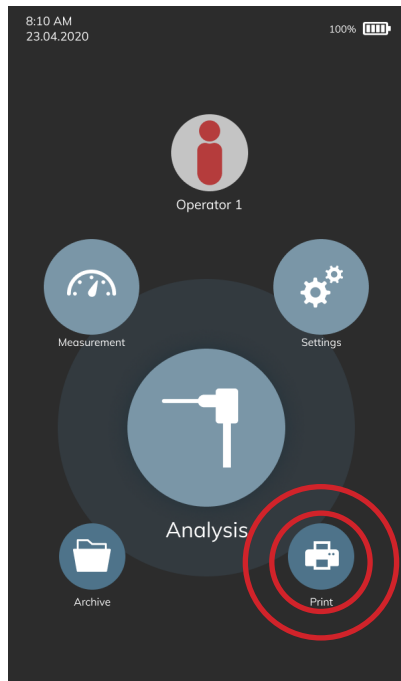 8:10 AM
23.04.2020
100%
Operator 1
Measurement
Settings
Analysis
Archive
Print